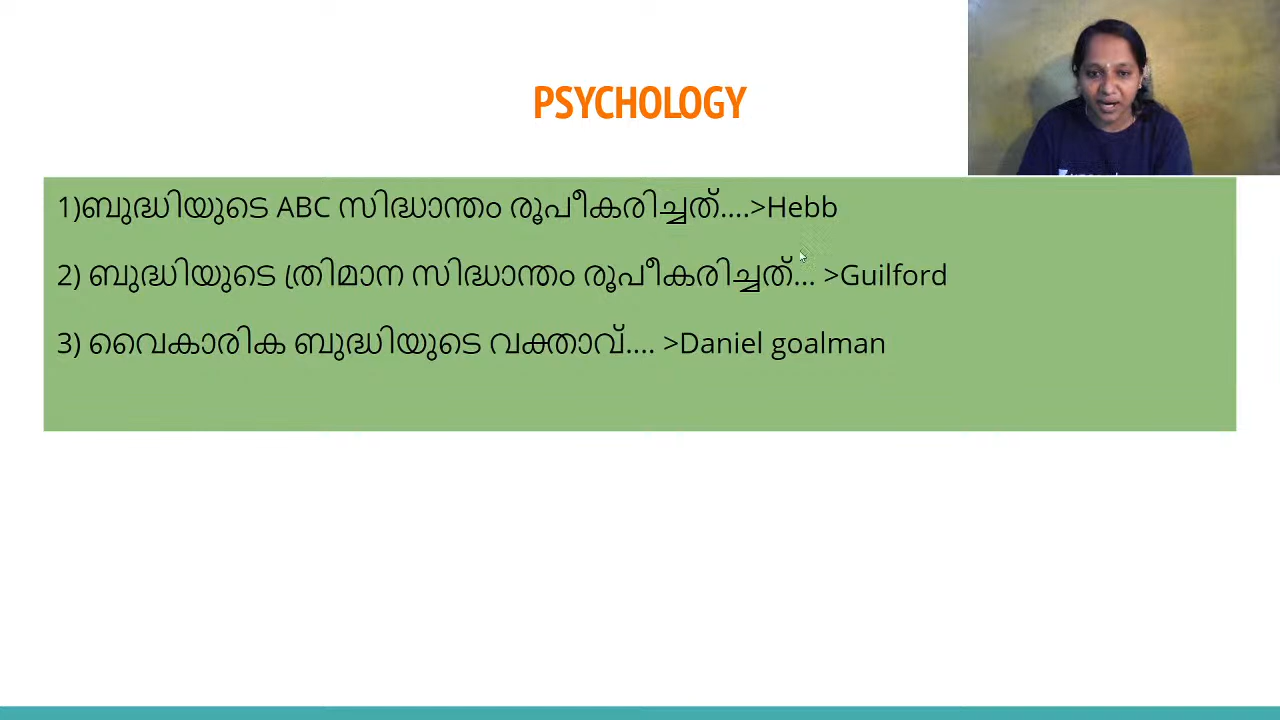 PSYCHOLOGY
1)ബുദ്ധിയുടെ ABC സിദ്ധാന്തം രൂപീകരിച്ചത്....>Hebb
2) ബുദ്ധിയുടെ ത്രിമാന സിദ്ധാന്തം രൂപീകരിച്ചത്... >Guilford
3) വൈകാരിക ബുദ്ധിയുടെ വക്താവ്.... >Daniel goalman